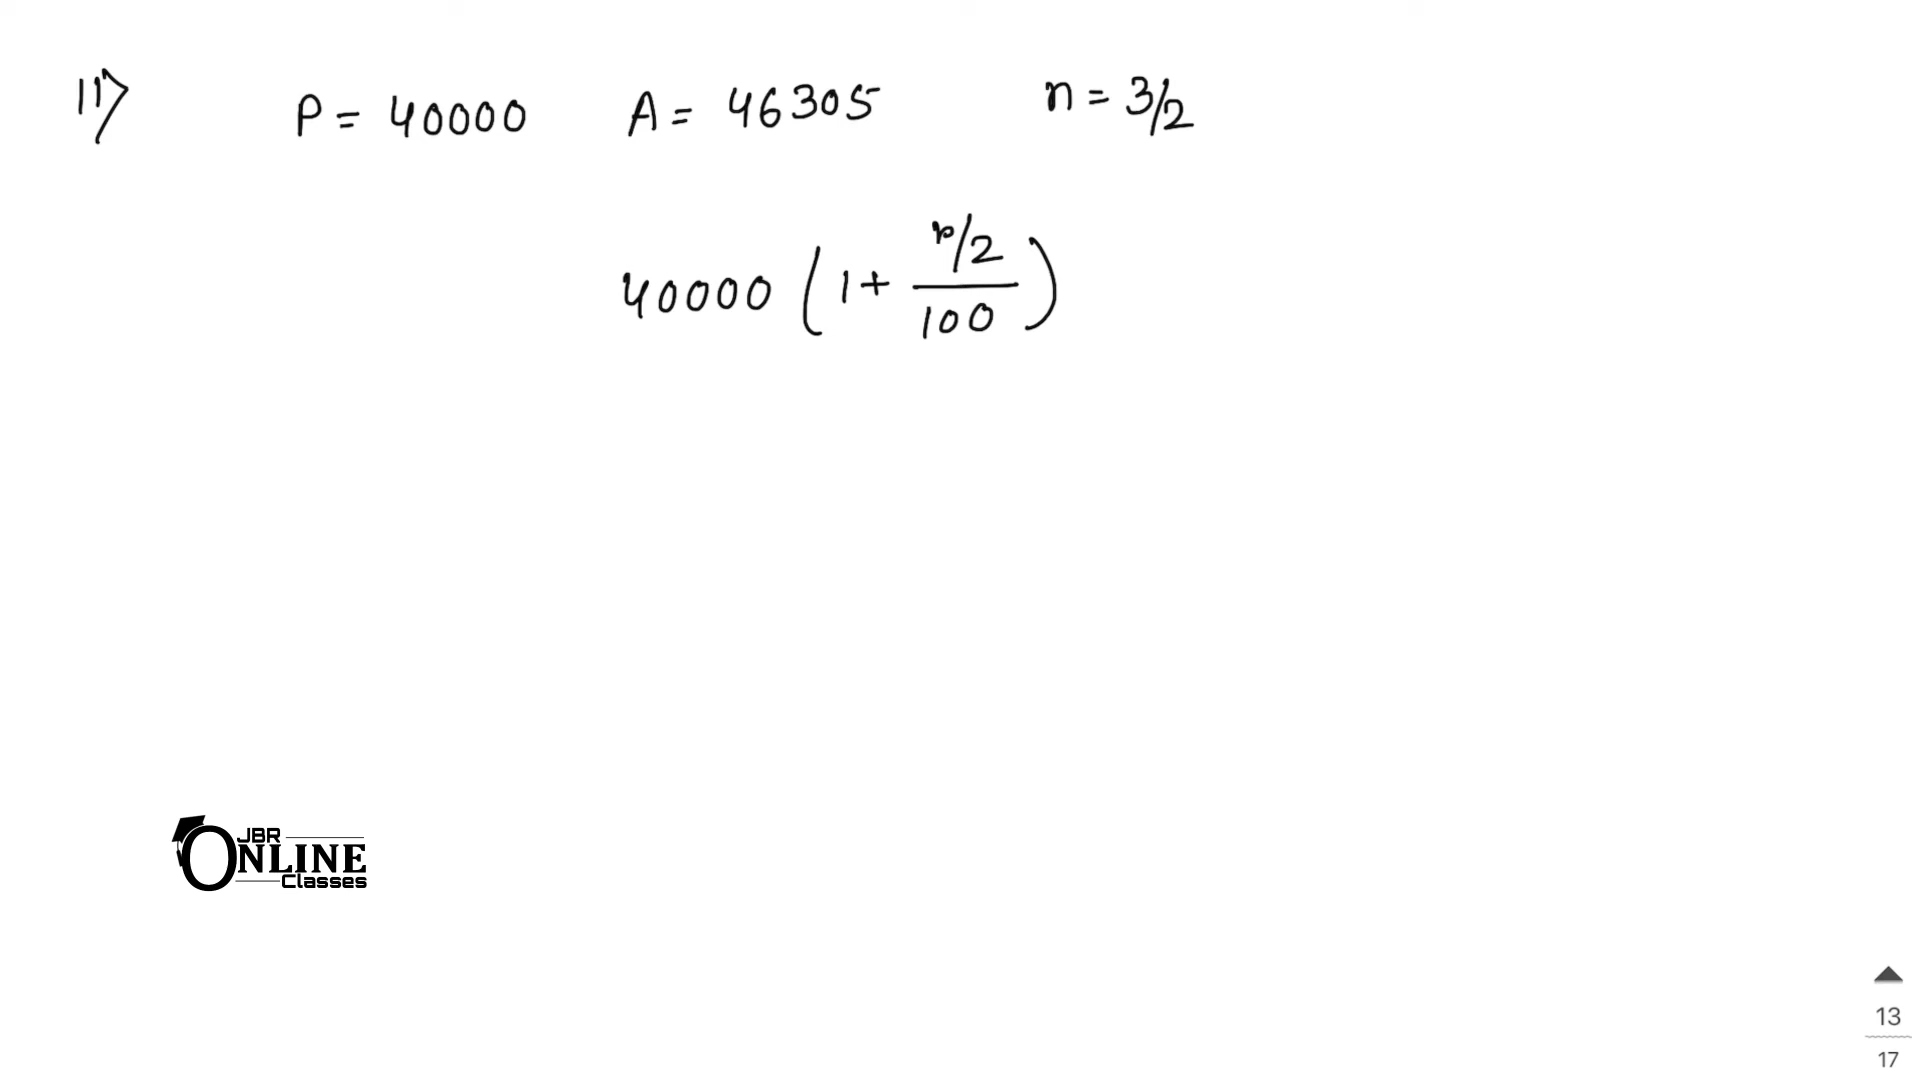 11) P = 40000 A = 46305 n = 3/2
40000 ( 1 + r/2 / 100 )
JBR
ONLINE
Classes
13
17